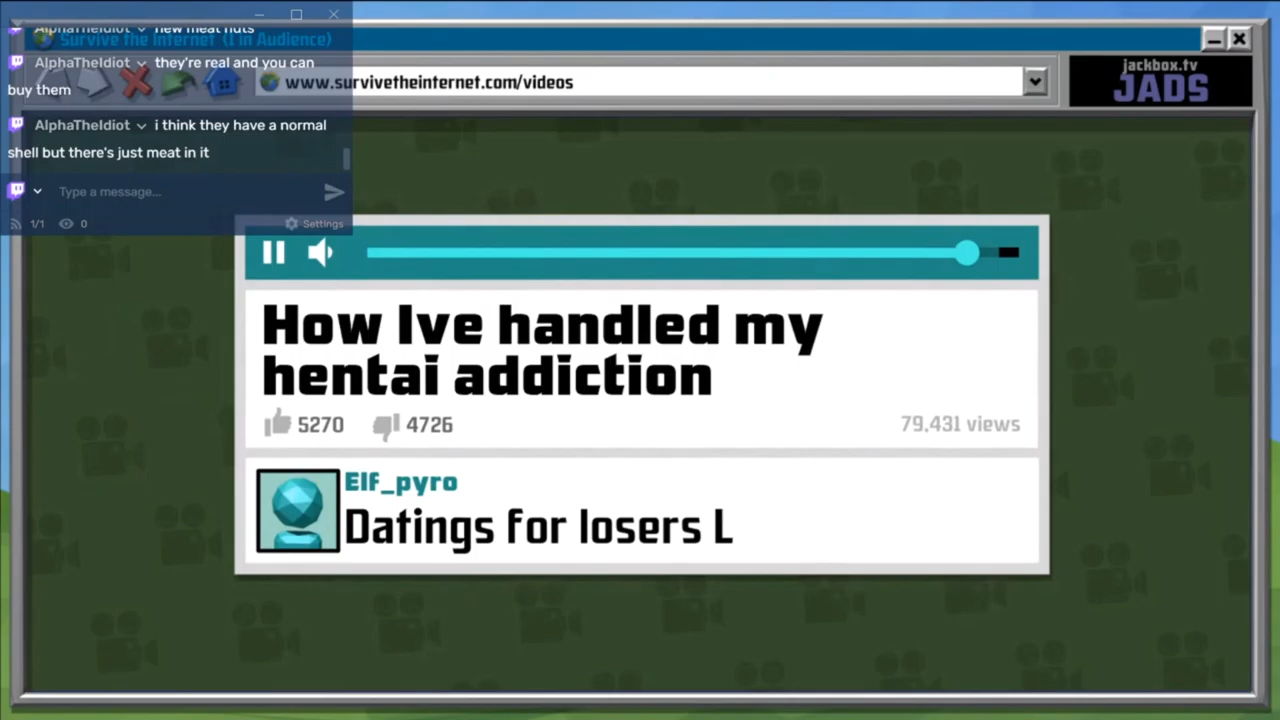 AlphaTheIdiot new meat nuts
Survive the Internet (1 in Audience)
AlphaTheIdiot they're real and you can
buy them
AlphaTheIdiot i think they have a normal
shell but there's just meat in it
Type a message...
1/1 0
Settings
www.survivetheinternet.com/videos
jackbox.tv
JADS
How Ive handled my
hentai addiction
5270 4726 79,431 views
Elf_pyro
Datings for losers L